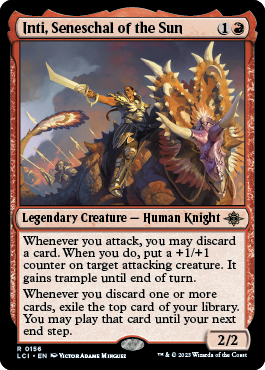 Inti, Seneschal of the Sun 1
Legendary Creature — Human Knight
Whenever you attack, you may discard
a card. When you do, put a +1/+1
counter on target attacking creature. It
gains trample until end of turn.
Whenever you discard one or more
cards, exile the top card of your library.
You may play that card until your next
end step.
2/2
R 0156
LCI • EN Victor Adame Minguez
™ & © 2023 Wizards of the Coast